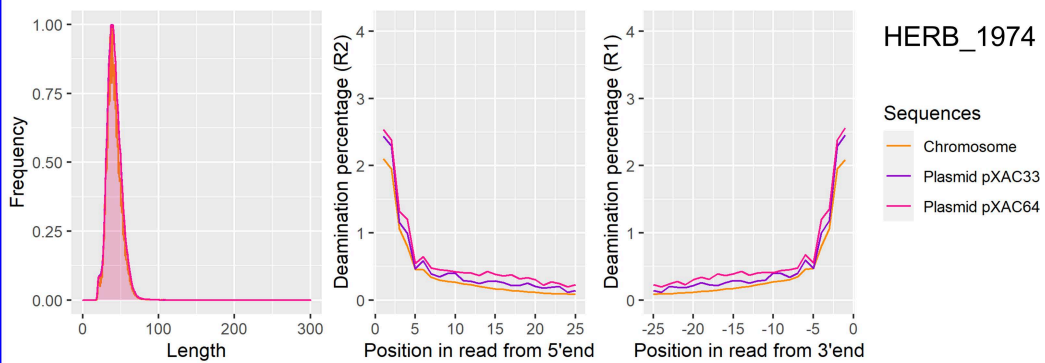 HERB_1974
Frequency
1.00
0.75
0.50
0.25
0.00
0
100
200
300
Length
Deamination percentage (R2)
4
3
2
1
0
0
5
10
15
20
25
Position in read from 5'end
Deamination percentage (R1)
4
3
2
1
0
-25
-20
-15
-10
-5
0
Position in read from 3'end
Sequences
Chromosome
Plasmid pXAC33
Plasmid pXAC64